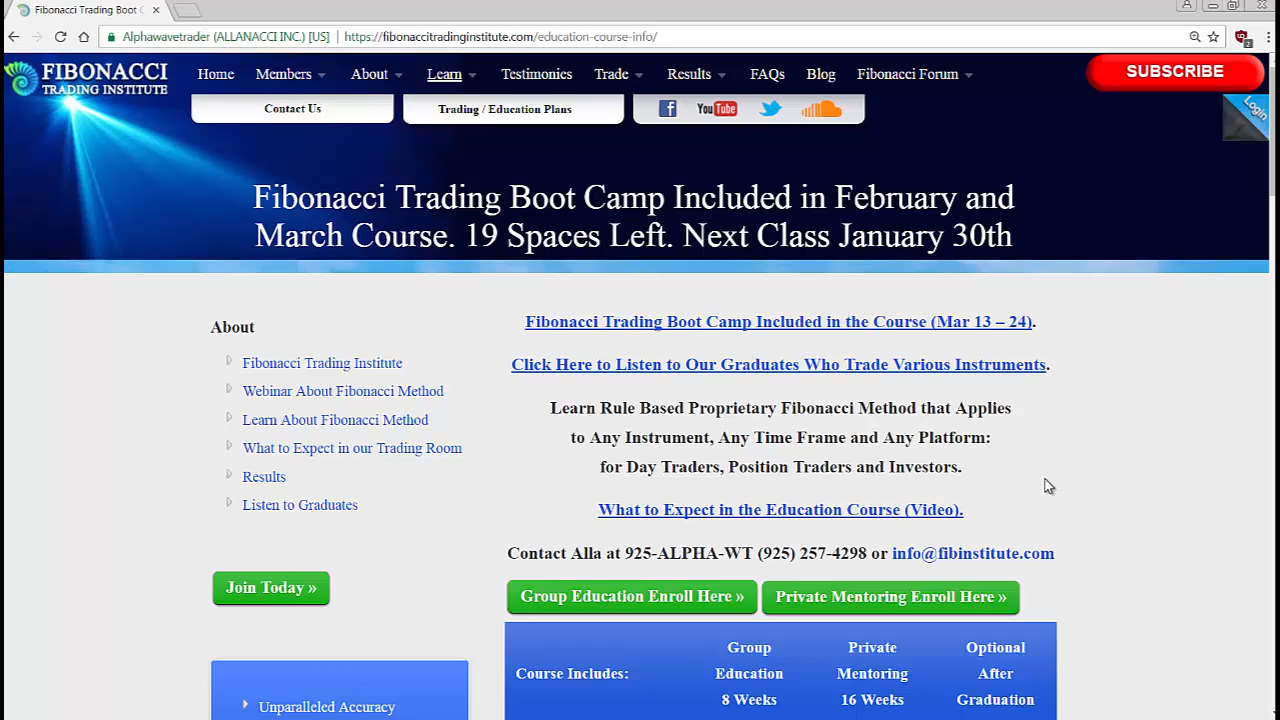 Fibonacci Trading Boot C
Alphawavetrader (ALLANACCI INC.) [US] https://fibonaccitradinginstitute.com/education-course-info/
FIBONACCI
TRADING INSTITUTE
Home Members About Learn Testimonies Trade Results FAQs Blog Fibonacci Forum
SUBSCRIBE
Contact Us
Trading / Education Plans
YouTube
Login
Fibonacci Trading Boot Camp Included in February and
March Course. 19 Spaces Left. Next Class January 30th
About
Fibonacci Trading Institute
Webinar About Fibonacci Method
Learn About Fibonacci Method
What to Expect in our Trading Room
Results
Listen to Graduates
Join Today »
Unparalleled Accuracy
Fibonacci Trading Boot Camp Included in the Course (Mar 13 – 24).
Click Here to Listen to Our Graduates Who Trade Various Instruments.
Learn Rule Based Proprietary Fibonacci Method that Applies
to Any Instrument, Any Time Frame and Any Platform:
for Day Traders, Position Traders and Investors.
What to Expect in the Education Course (Video).
Contact Alla at 925-ALPHA-WT (925) 257-4298 or info@fibinstitute.com
Group Education Enroll Here »
Private Mentoring Enroll Here »
Course Includes:
Group
Education
8 Weeks
Private
Mentoring
16 Weeks
Optional
After
Graduation